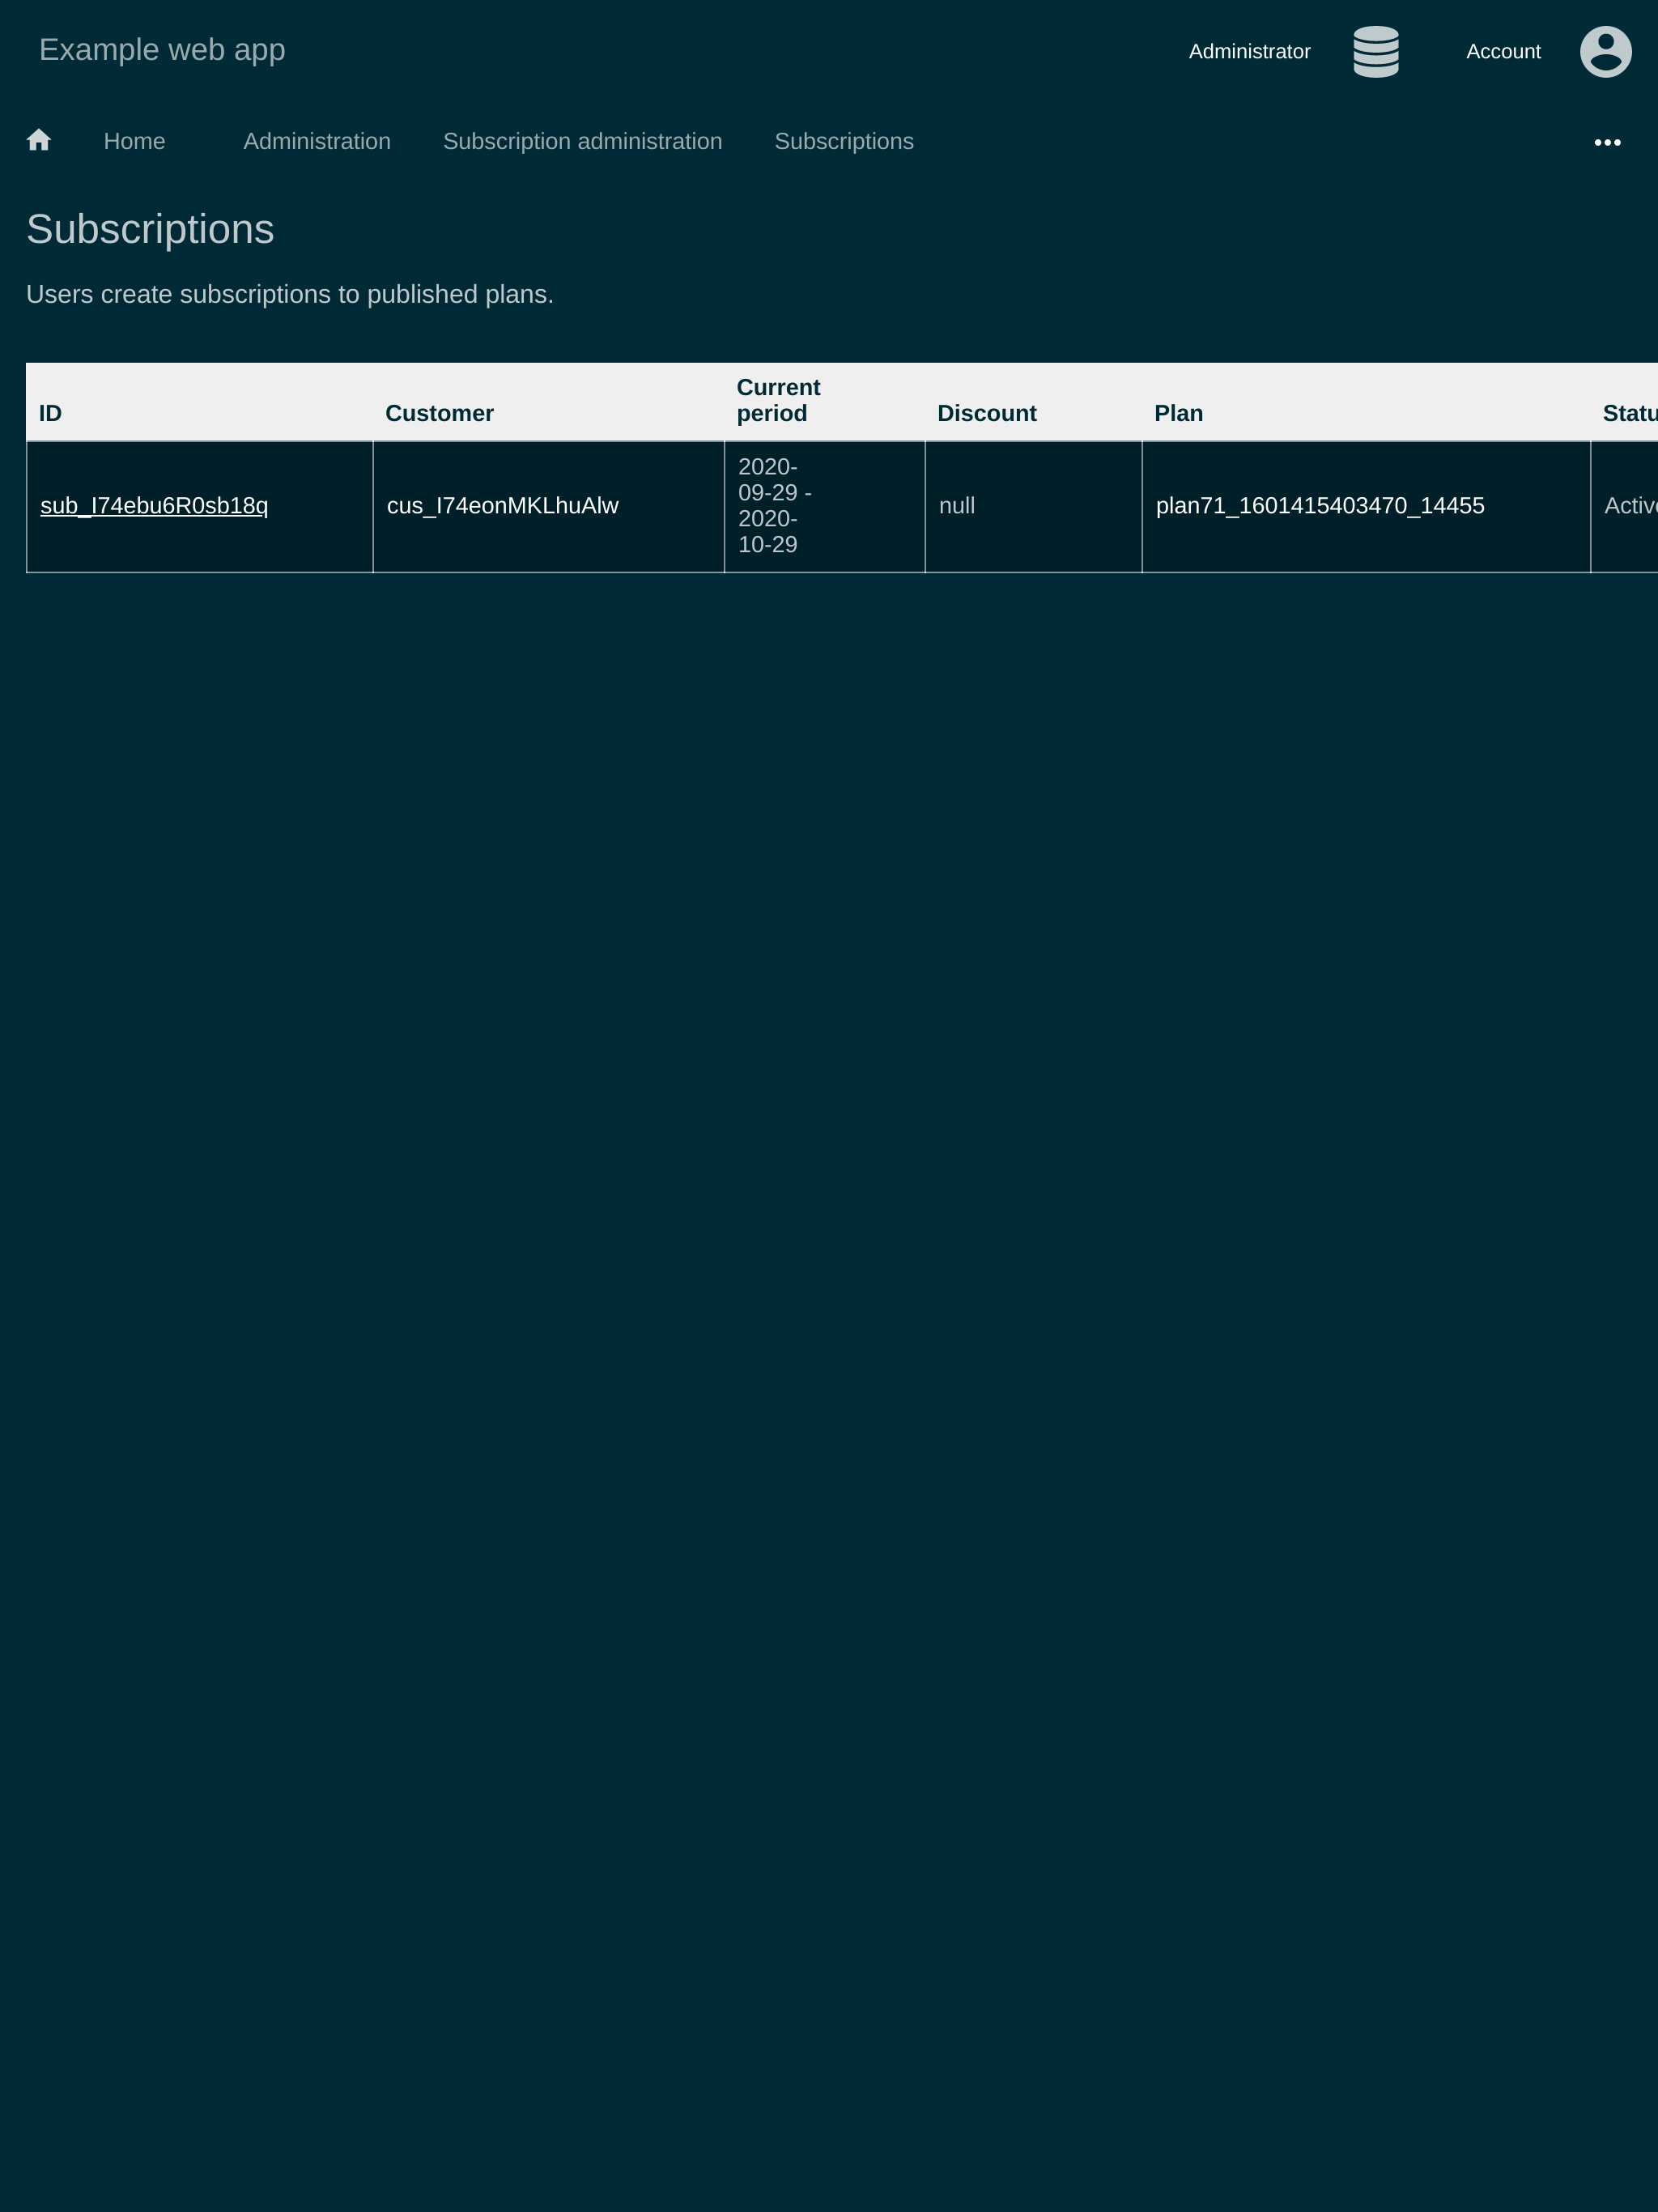 Example web app
Administrator
Account
Home Administration Subscription administration Subscriptions
Subscriptions
Users create subscriptions to published plans.
ID Customer Current period Discount Plan Statu
sub_I74ebu6R0sb18q cus_I74eonMKLhuAlw 2020-
09-29 -
2020-
10-29
null plan71_1601415403470_14455 Activ